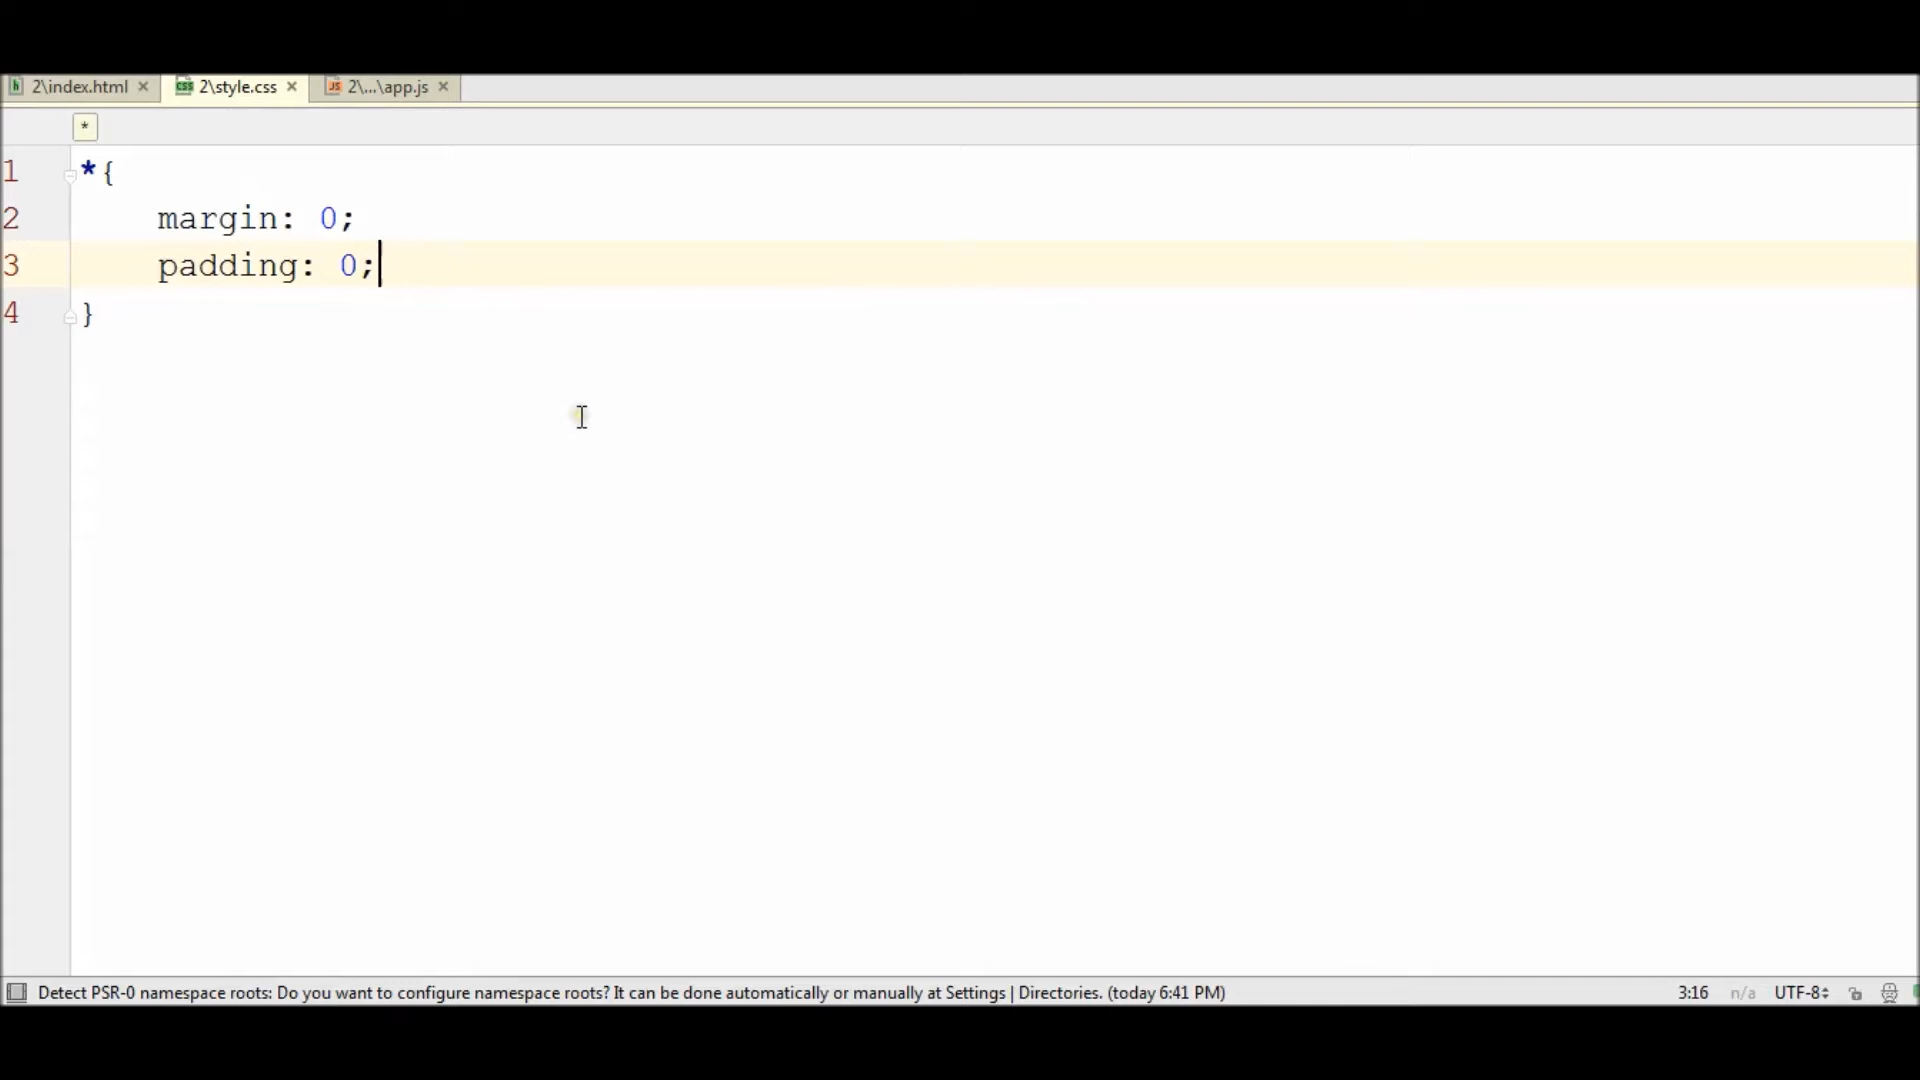 2\index.html 2\style.css 2\...\app.js
*
1 *{
2 margin: 0;
3 padding: 0;
4 }
Detect PSR-0 namespace roots: Do you want to configure namespace roots? It can be done automatically or manually at Settings | Directories. (today 6:41 PM) 3:16 n/a UTF-8